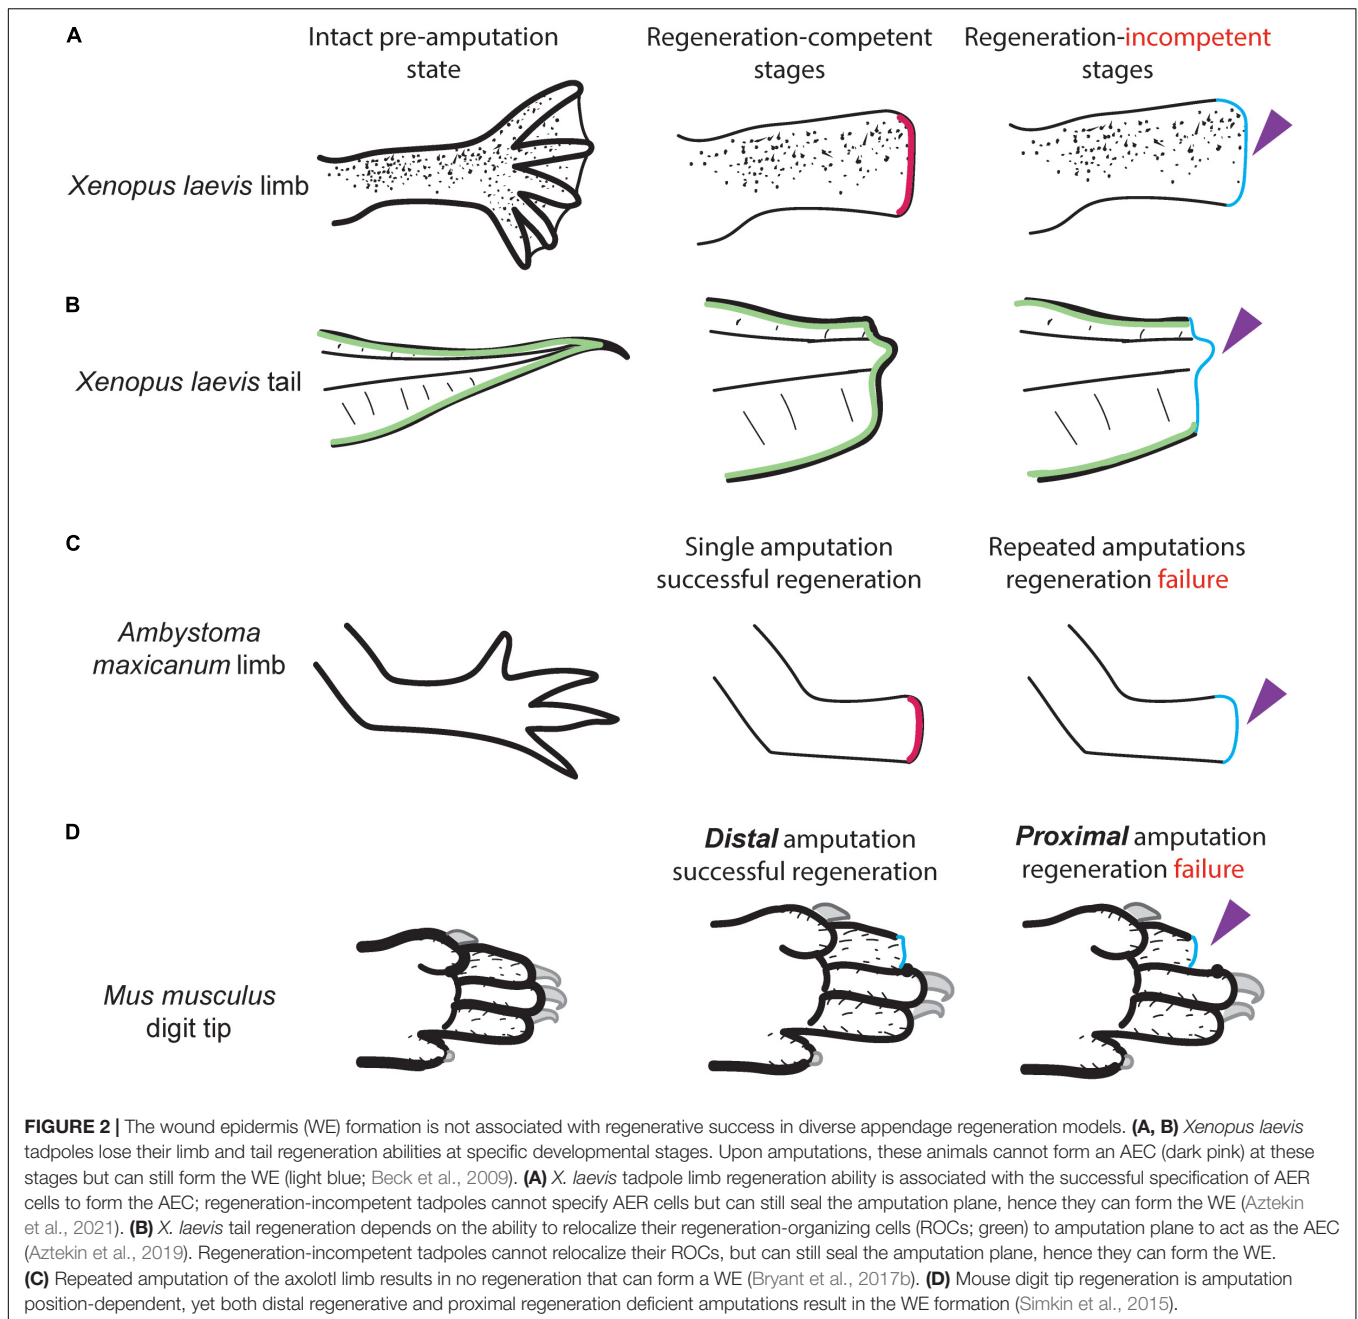 A
Intact pre-amputation
state
Regeneration-competent
stages
Regeneration-incompetent
stages
Xenopus laevis limb
B
Xenopus laevis tail
C
Single amputation
successful regeneration
Repeated amputations
regeneration failure
Ambystoma
maxicanum limb
D
Distal amputation
successful regeneration
Proximal amputation
regeneration failure
Mus musculus
digit tip
FIGURE 2 | The wound epidermis (WE) formation is not associated with regenerative success in diverse appendage regeneration models. (A, B) Xenopus laevis
tadpoles lose their limb and tail regeneration abilities at specific developmental stages. Upon amputations, these animals cannot form an AEC (dark pink) at these
stages but can still form the WE (light blue; Beck et al., 2009). (A) X. laevis tadpole limb regeneration ability is associated with the successful specification of AER
cells to form the AEC; regeneration-incompetent tadpoles cannot specify AER cells but can still seal the amputation plane, hence they can form the WE (Aztekin
et al., 2021). (B) X. laevis tail regeneration depends on the ability to relocalize their regeneration-organizing cells (ROCs; green) to amputation plane to act as the AEC
(Aztekin et al., 2019). Regeneration-incompetent tadpoles cannot relocalize their ROCs, but can still seal the amputation plane, hence they can form the WE.
(C) Repeated amputation of the axolotl limb results in no regeneration that can form a WE (Bryant et al., 2017b). (D) Mouse digit tip regeneration is amputation
position-dependent, yet both distal regenerative and proximal regeneration deficient amputations result in the WE formation (Simkin et al., 2015).